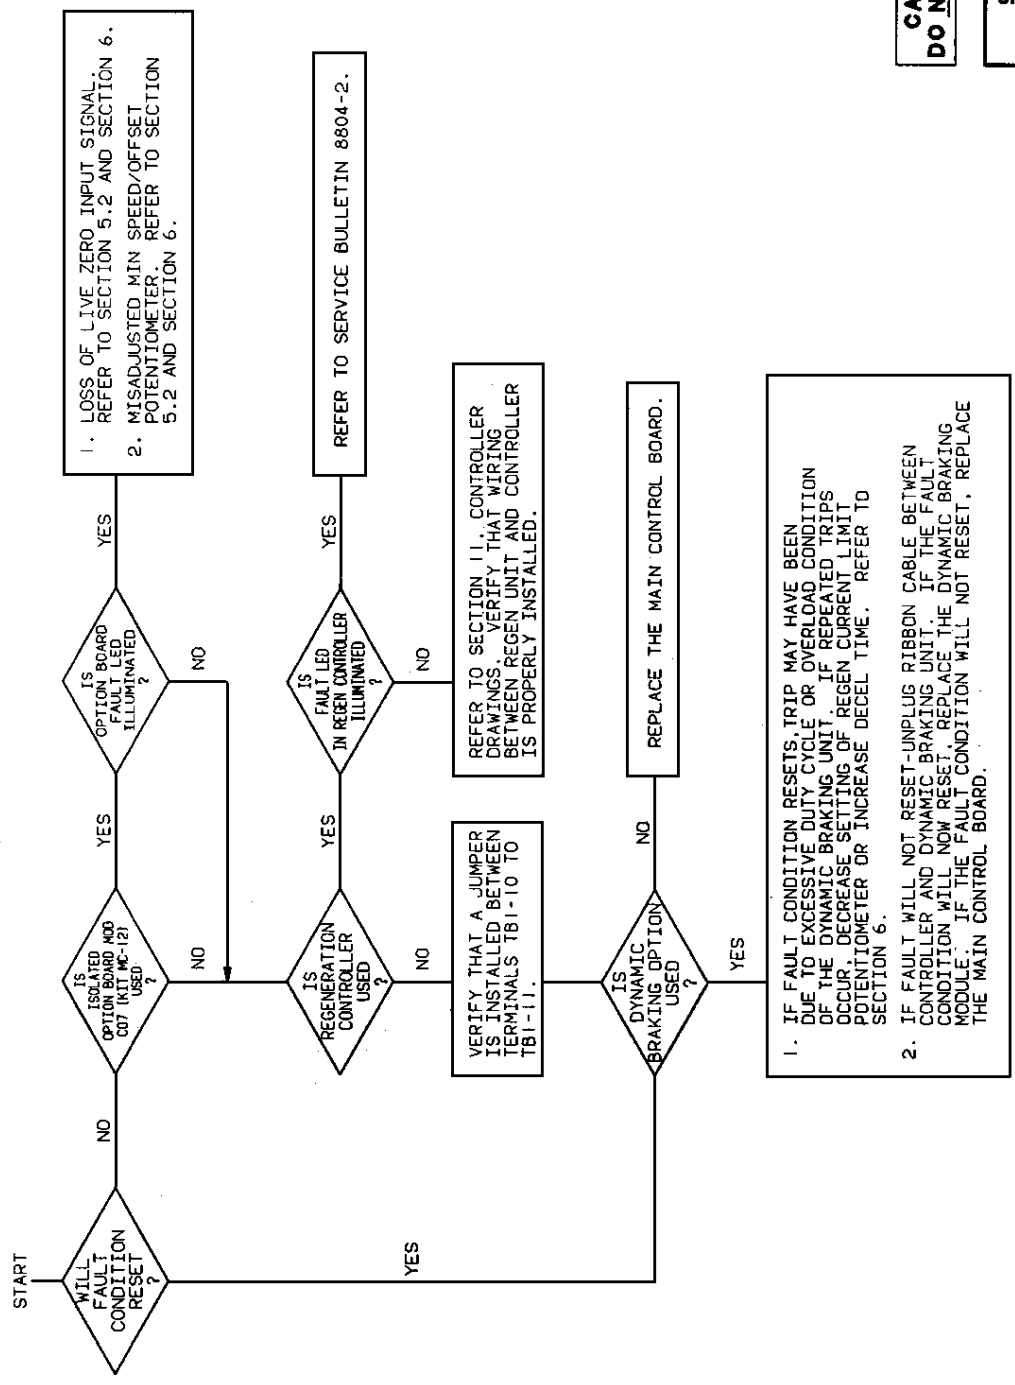 START
WILL
FAULT
CONDITION
RESET
?
NO
YES
IS
ISOLATED
OPTION BOARD MOD
C07 (KIT MC-12)
USED
?
YES
NO
IS
OPTION BOARD
FAULT LED
ILLUMINATED
?
YES
NO
1. LOSS OF LIVE ZERO INPUT SIGNAL.
REFER TO SECTION 5.2 AND SECTION 6.
2. MISADJUSTED MIN SPEED/OFFSET
POTENTIOMETER. REFER TO SECTION
5.2 AND SECTION 6.
IS
REGENERATION
CONTROLLER
USED
?
YES
NO
IS
FAULT LED
IN REGEN CONTROLLER
ILLUMINATED
?
YES
NO
REFER TO SERVICE BULLETIN 8804-2.
VERIFY THAT A JUMPER
IS INSTALLED BETWEEN
TERMINALS TB1-10 TO
TB1-11.
REFER TO SECTION 11, CONTROLLER
DRAWINGS. VERIFY THAT WIRING
BETWEEN REGEN UNIT AND CONTROLLER
IS PROPERLY INSTALLED.
IS
DYNAMIC
BRAKING OPTION
USED
?
NO
YES
REPLACE THE MAIN CONTROL BOARD.
1. IF FAULT CONDITION RESETS, TRIP MAY HAVE BEEN
DUE TO EXCESSIVE DUTY CYCLE OR OVERLOAD CONDITION
OF THE DYNAMIC BRAKING UNIT. IF REPEATED TRIPS
OCCUR, DECREASE SETTING OF REGEN CURRENT LIMIT
POTENTIOMETER OR INCREASE DECEL TIME. REFER TO
SECTION 6.
2. IF FAULT WILL NOT RESET-UNPLUG RIBBON CABLE BETWEEN
CONTROLLER AND DYNAMIC BRAKING UNIT. IF THE FAULT
CONDITION WILL NOW RESET, REPLACE THE DYNAMIC BRAKING
MODULE. IF THE FAULT CONDITION WILL NOT RESET, REPLACE
THE MAIN CONTROL BOARD.
CA
DO N